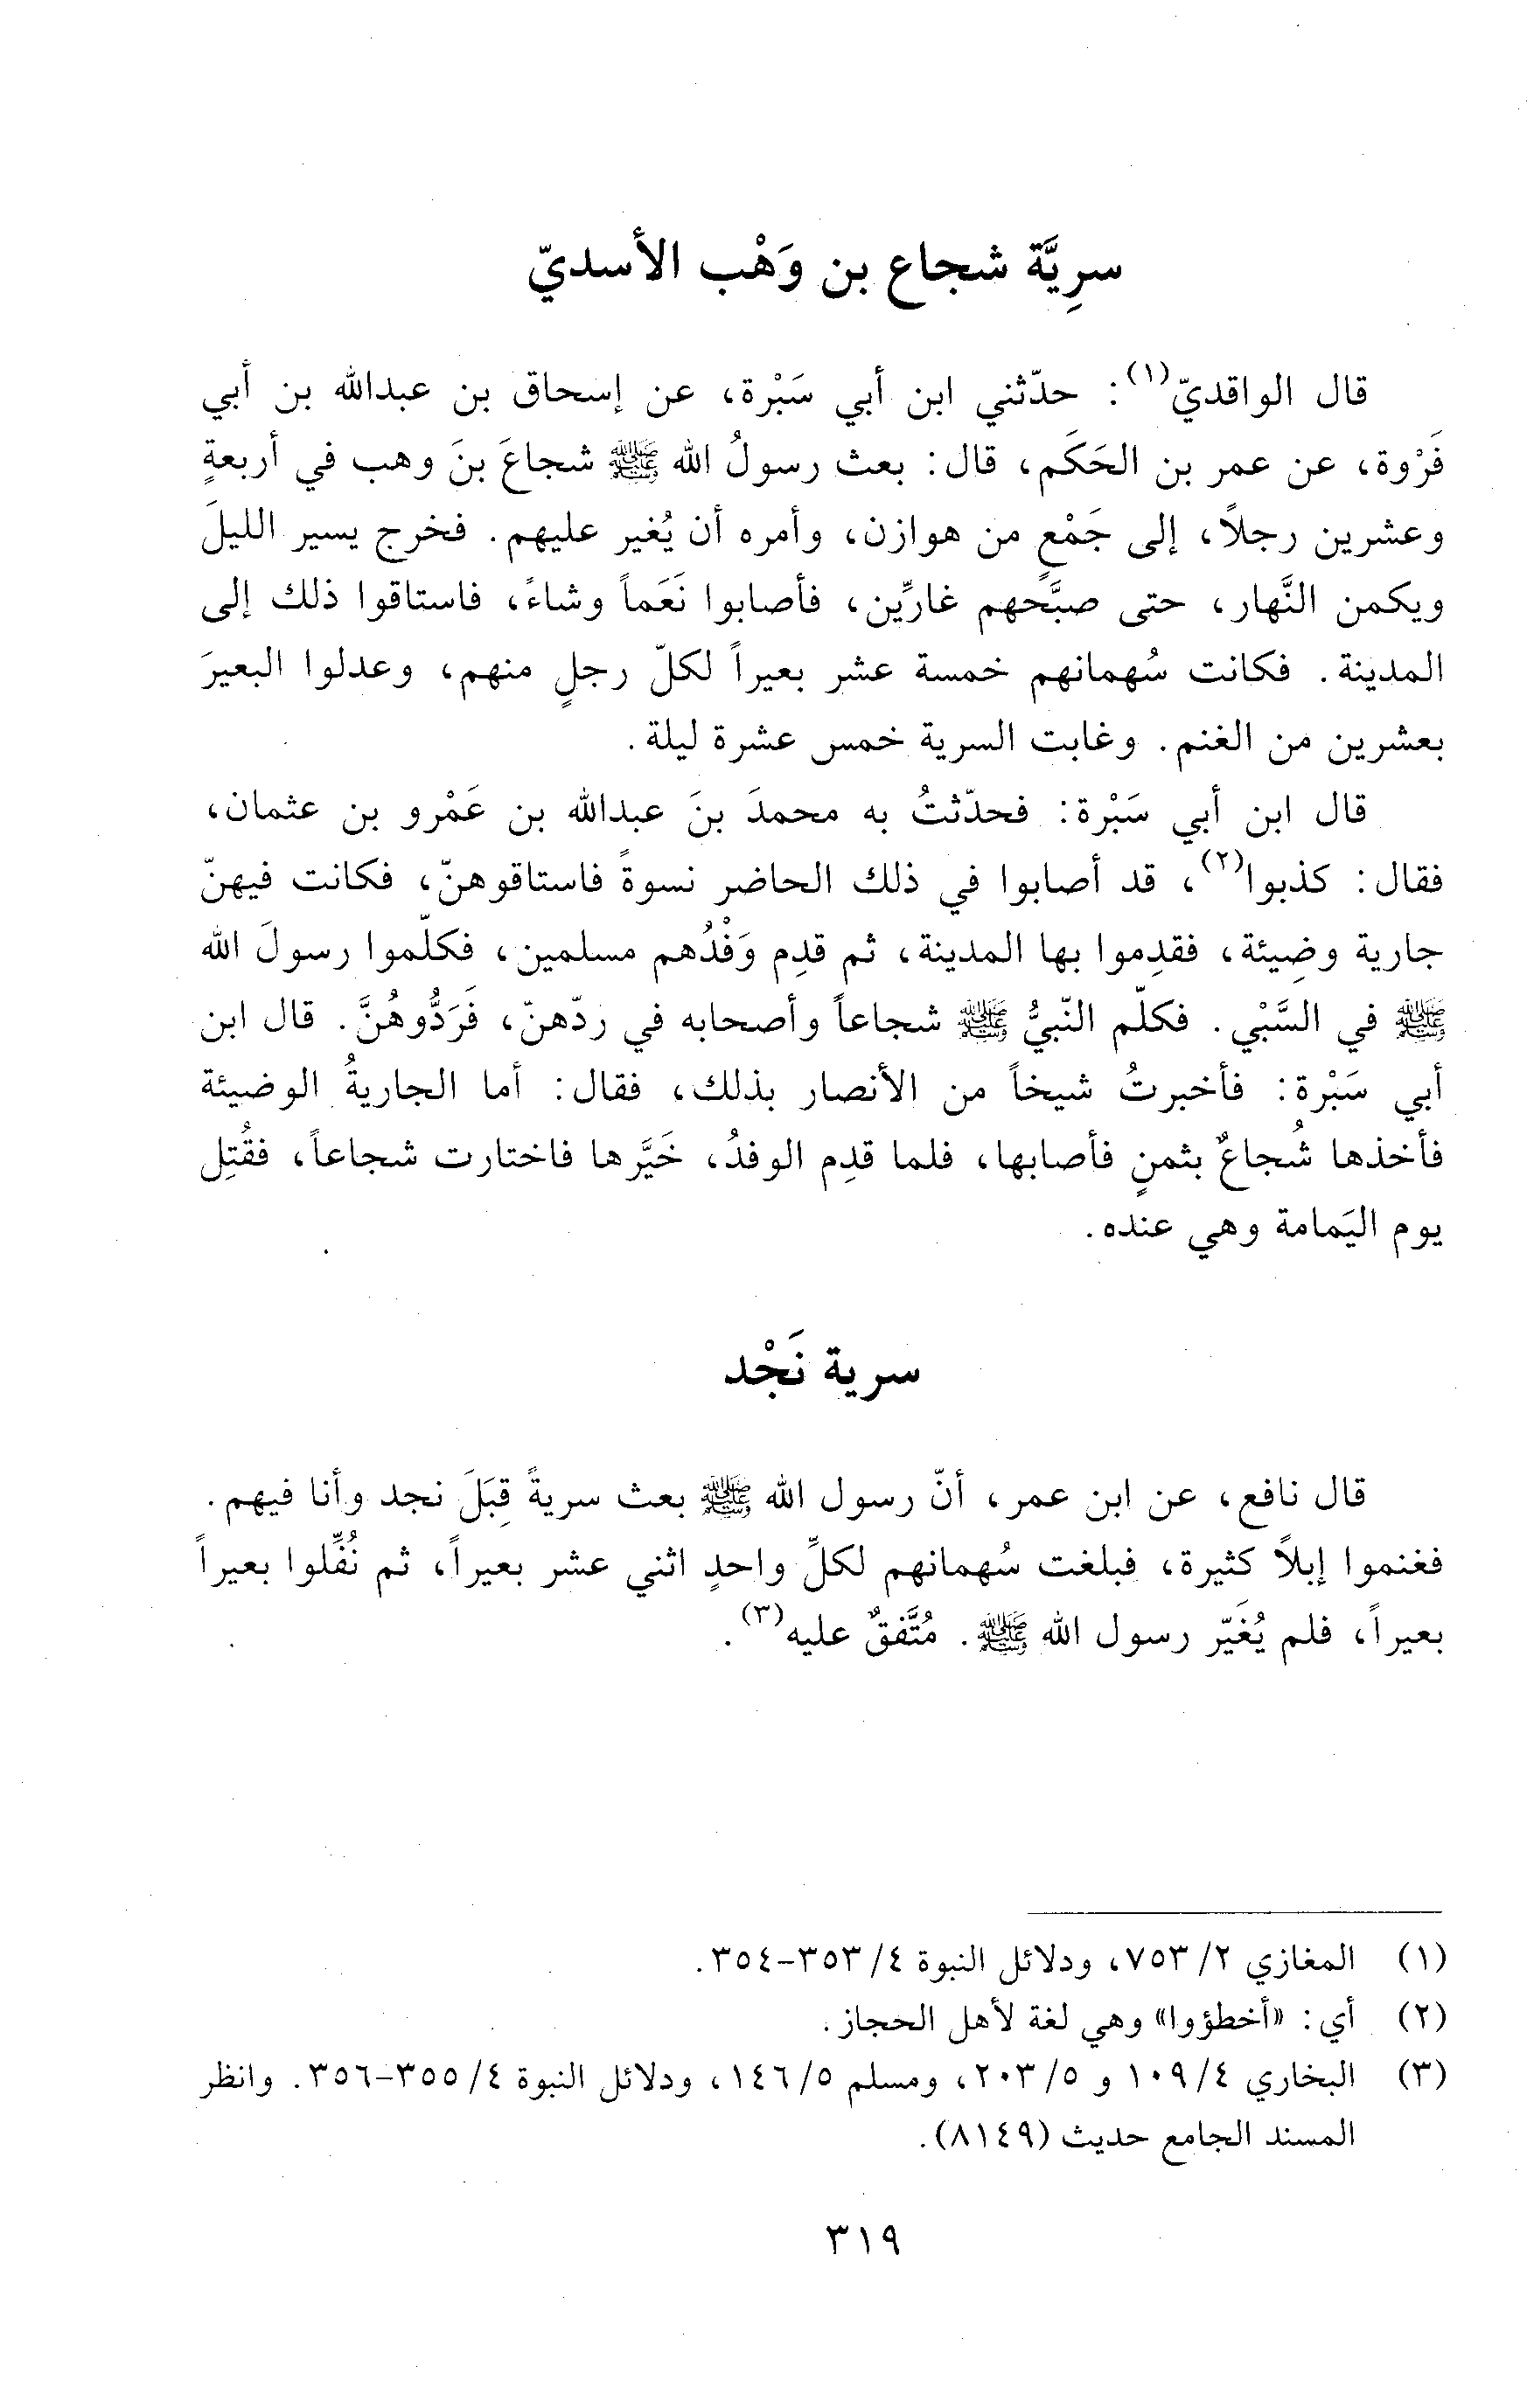 سرِيَّة شجاع بن وَهْب الأسديّ
قال الواقديّ(١): حدّثني ابن أبي سَبْرة، عن إسحاق بن عبدالله بن أبي
فَرْوة، عن عمر بن الحَكَم، قال: بعث رسولُ الله ﷺ شجاعَ بنَ وهب في أربعةٍ
وعشرين رجلاً، إلى جَمْعٍ من هوازن، وأمره أن يُغير عليهم. فخرج يسير الليلَ
ويكمن النَّهار، حتى صبَّحهم غارِّين، فأصابوا نَعَماً وشاءً، فاستاقوا ذلك إلى
المدينة. فكانت سُهمانهم خمسة عشر بعيراً لكلّ رجلٍ منهم، وعدلوا البعيرَ
بعشرين من الغنم. وغابت السرية خمس عشرة ليلة.
قال ابن أبي سَبْرة: فحدّثتُ به محمدَ بنَ عبدالله بن عَمْرو بن عثمان،
فقال: كذبوا(٢)، قد أصابوا في ذلك الحاضر نسوةً فاستاقوهنّ، فكانت فيهنّ
جارية وضِيئة، فقدِموا بها المدينة، ثم قدِم وَفْدُهم مسلمين، فكلّموا رسولَ الله
ﷺ في السَّبْي. فكلّم النّبيُّ ﷺ شجاعاً وأصحابه في ردّهنّ، فَرَدُّوهُنَّ. قال ابن
أبي سَبْرة: فأخبرتُ شيخاً من الأنصار بذلك، فقال: أما الجاريةُ الوضيئة
فأخذها شُجاعٌ بثمنٍ فأصابها، فلما قدِم الوفدُ، خَيَّرها فاختارت شجاعاً، فقُتِل
يوم اليَمامة وهي عنده.
سرية نَجْد
قال نافع، عن ابن عمر، أنّ رسول الله ﷺ بعث سريةً قِبَلَ نجد وأنا فيهم.
فغنموا إبلاً كثيرة، فبلغت سُهمانهم لكلِّ واحدٍ اثني عشر بعيراً، ثم نُفِّلوا بعيراً
بعيراً، فلم يُغَيّر رسول الله ﷺ. مُتَّفقٌ عليه(٣).
(١) المغازي ٢/ ٧٥٣، ودلائل النبوة ٤/ ٣٥٣-٣٥٤.
(٢) أي: «أخطؤوا» وهي لغة لأهل الحجاز.
(٣) البخاري ٤/ ١٠٩ و ٥/ ٢٠٣، ومسلم ٥/ ١٤٦، ودلائل النبوة ٤/ ٣٥٥-٣٥٦. وانظر
المسند الجامع حديث (٨١٤٩).
٣١٩